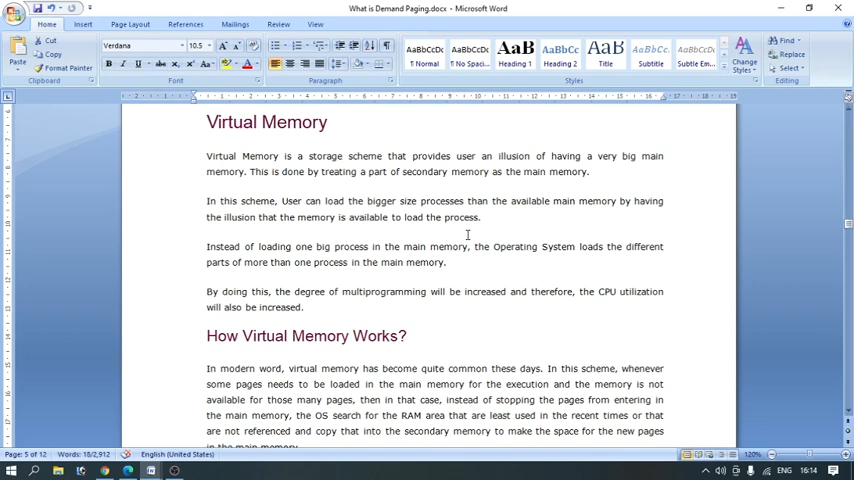 What is Demand Paging.docx - Microsoft Word
Home Insert Page Layout References Mailings Review View
Paste
Cut
Copy
Format Painter
Clipboard
Verdana 10.5
Font
Paragraph
AaBbCcDc AaBbCcDc AaBbC AaBbCc AaBb AaBbCc AaBbCcDc
¶ Normal ¶ No Spaci... Heading 1 Heading 2 Title Subtitle Subtle Em...
Styles
Change
Styles
Find
Replace
Select
Editing
Virtual Memory
Virtual Memory is a storage scheme that provides user an illusion of having a very big main
memory. This is done by treating a part of secondary memory as the main memory.
In this scheme, User can load the bigger size processes than the available main memory by having
the illusion that the memory is available to load the process.
Instead of loading one big process in the main memory, the Operating System loads the different
parts of more than one process in the main memory.
By doing this, the degree of multiprogramming will be increased and therefore, the CPU utilization
will also be increased.
How Virtual Memory Works?
In modern word, virtual memory has become quite common these days. In this scheme, whenever
some pages needs to be loaded in the main memory for the execution and the memory is not
available for those many pages, then in that case, instead of stopping the pages from entering in
the main memory, the OS search for the RAM area that are least used in the recent times or that
are not referenced and copy that into the secondary memory to make the space for the new pages
in the main memory.
Page: 5 of 12 Words: 18/2,912 English (United States) 120%
ENG 16:14